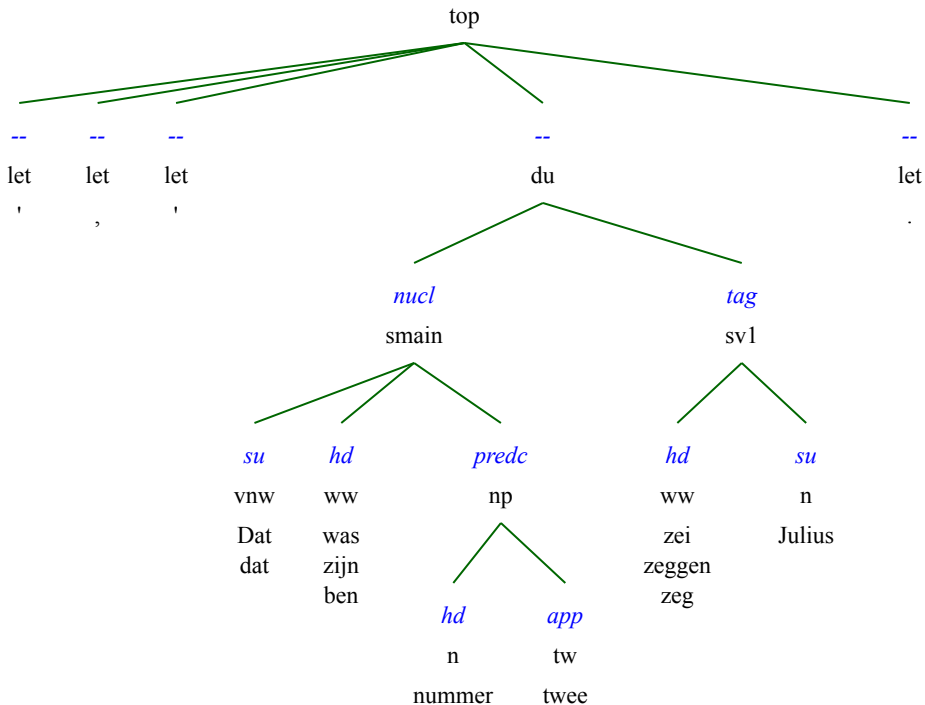 top
-- -- -- -- --
let let let du let
' , ' .
nucl tag
smain sv1
su hd predc hd su
vnw ww np ww n
Dat was zei Julius
dat zijn zeggen
ben zeg
hd app
n tw
nummer twee